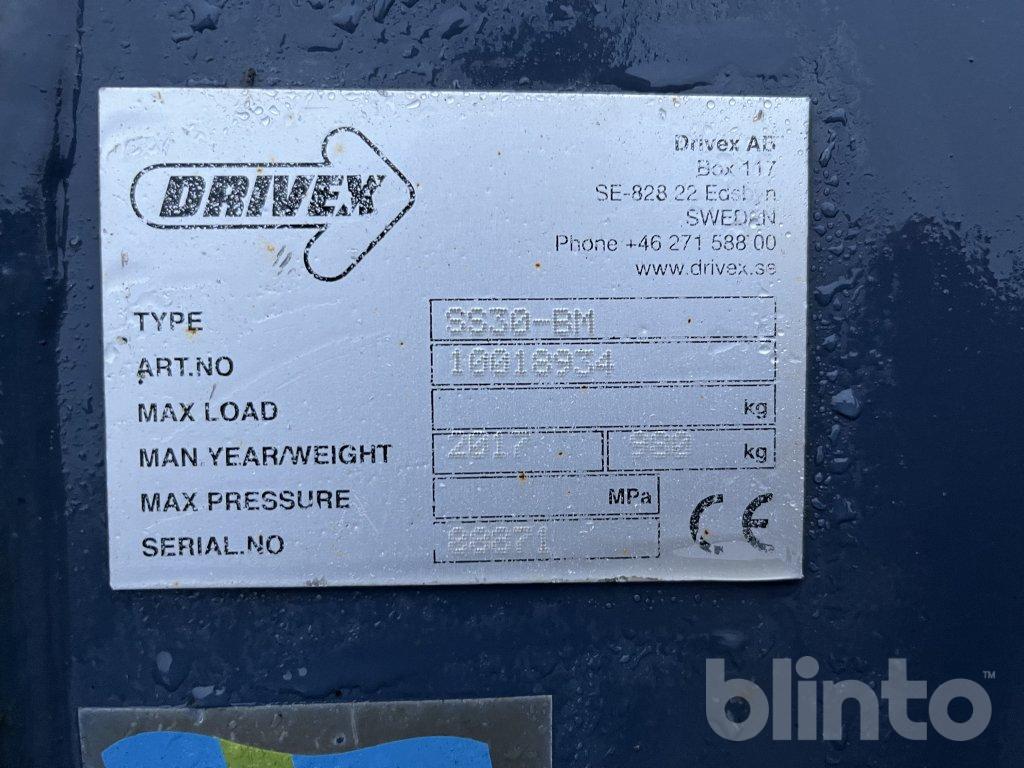 DRIVEX
Drivex AB
Box 117
SE-828 22 Edsbyn
SWEDEN
Phone +46 271 588 00
www.drivex.se
TYPE SS30-BM
ART.NO 10018934
MAX LOAD kg
MAN.YEAR/WEIGHT 2017 980 kg
MAX PRESSURE MPa
SERIAL.NO
CE
blinto™